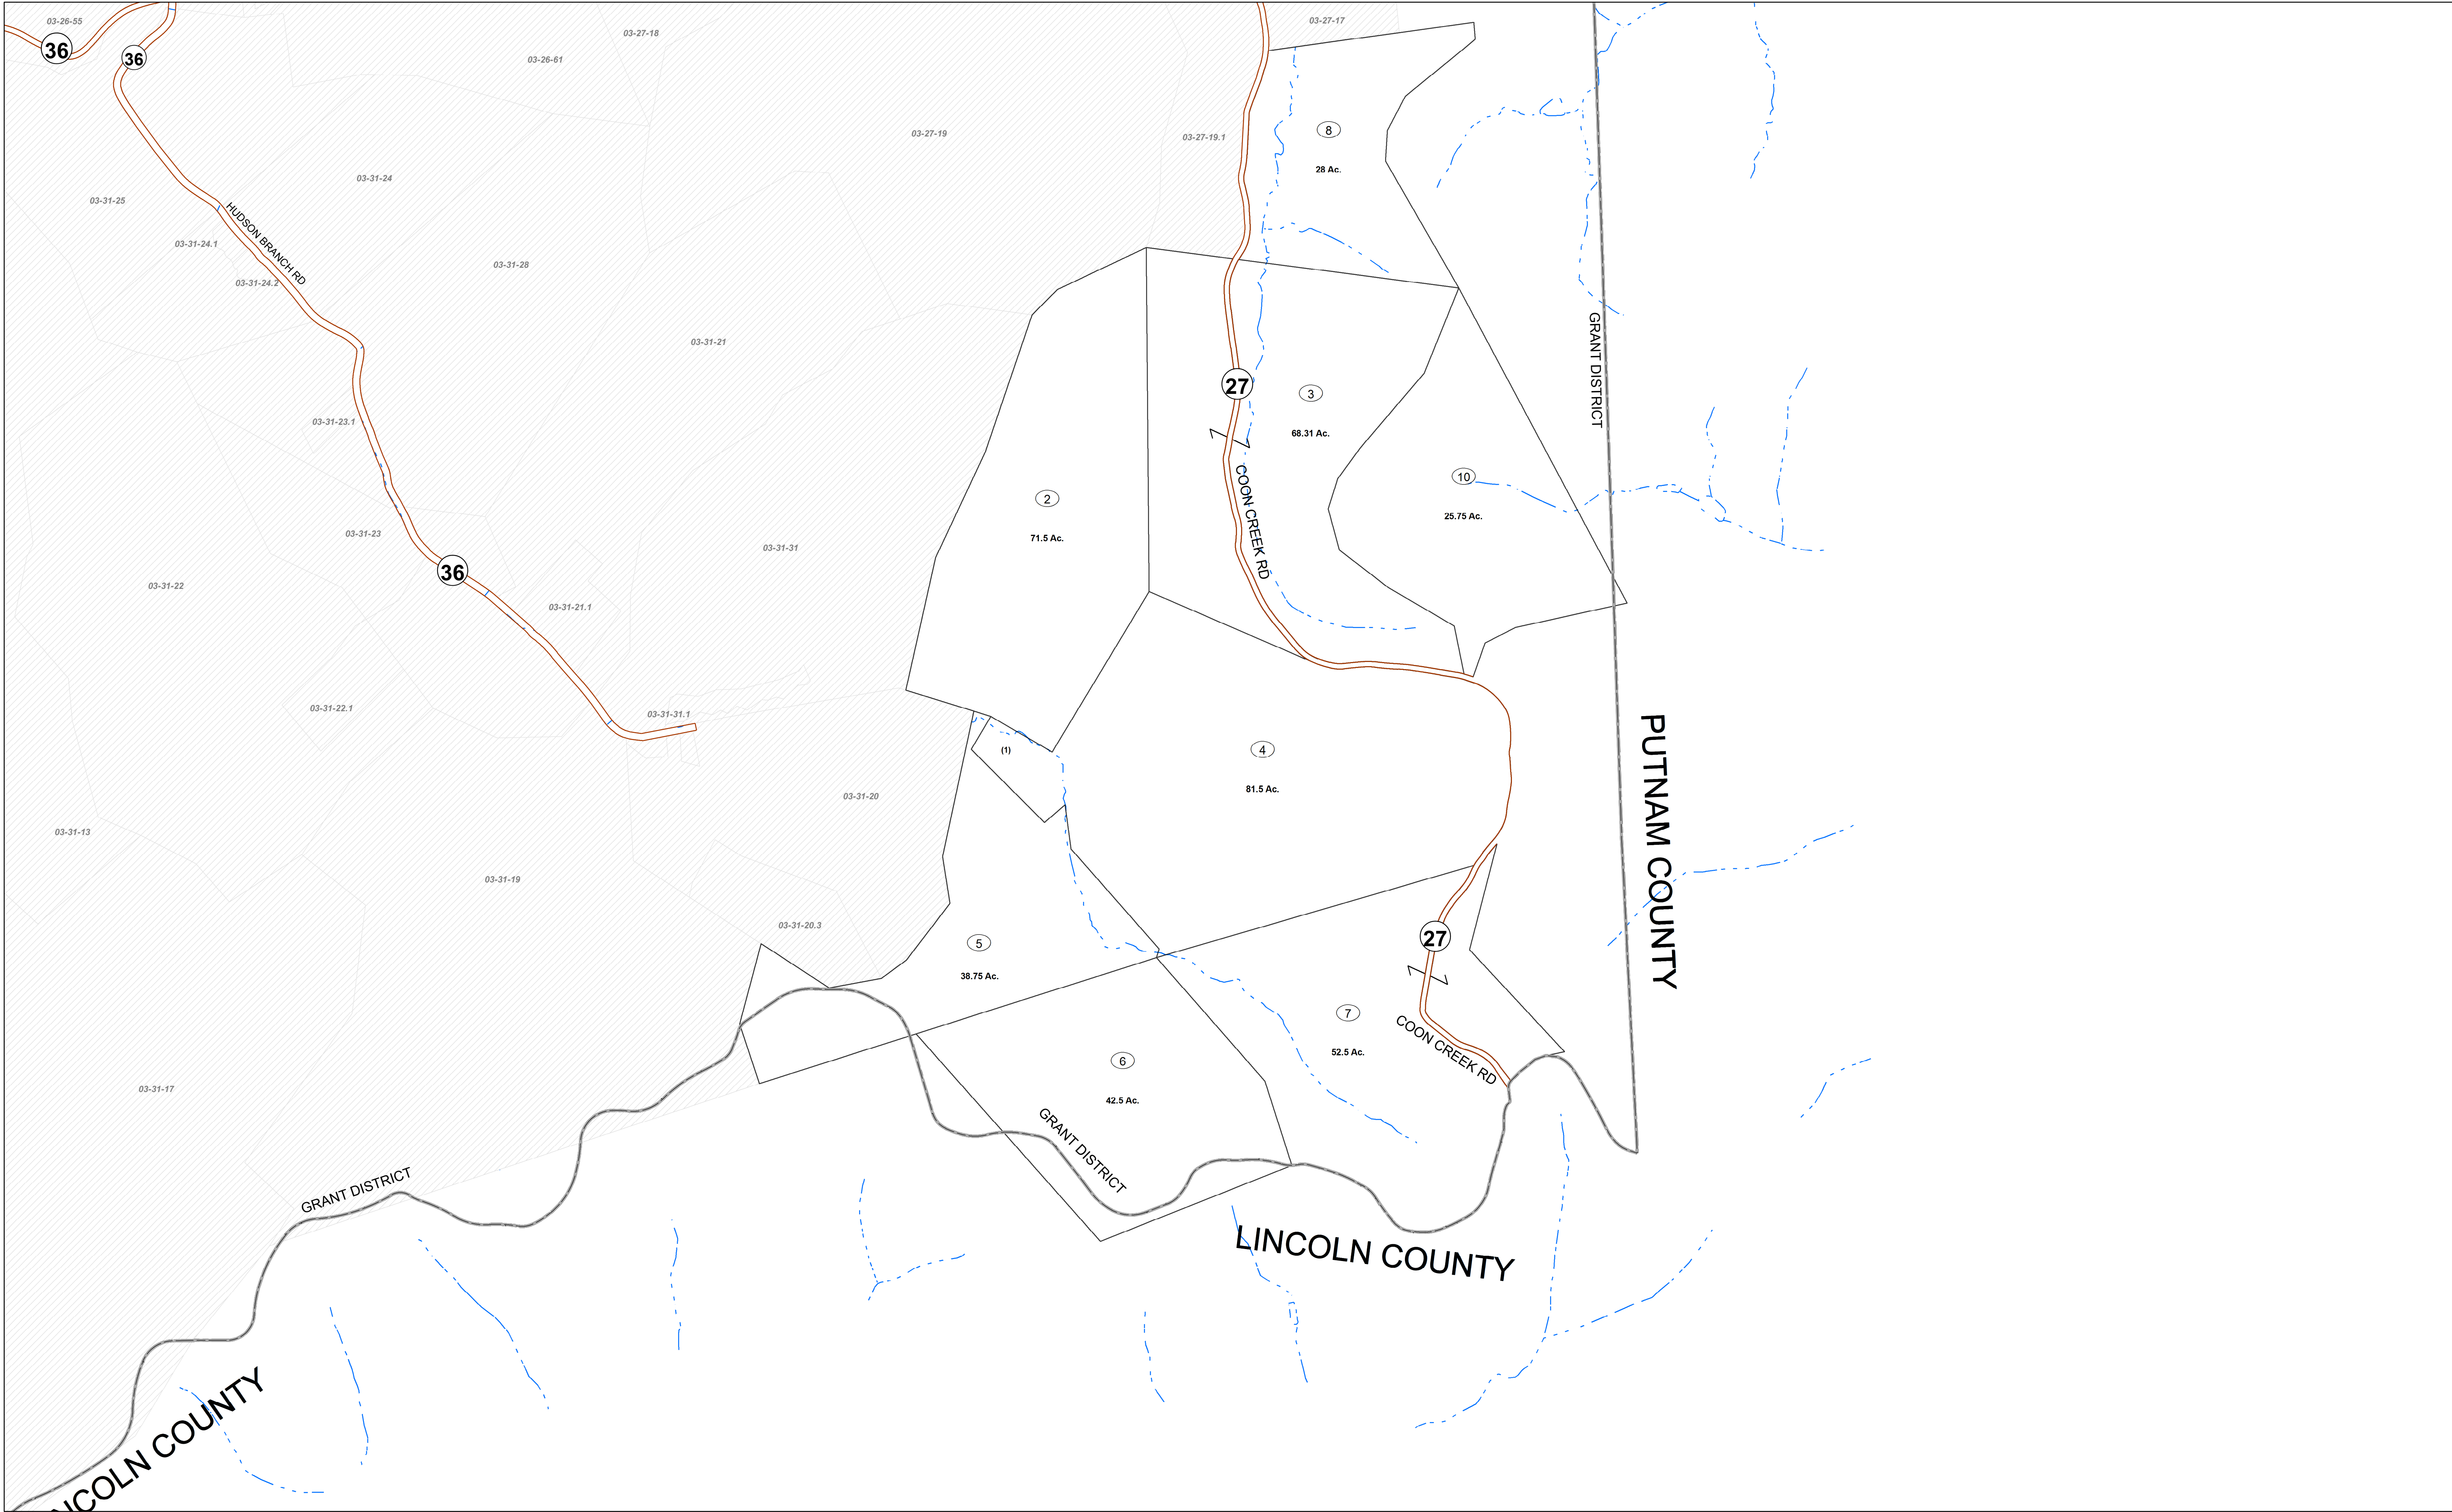 03-26-55
03-27-17
03-27-18
36
36
03-26-61
03-27-19
03-27-19.1
8
28 Ac.
03-31-24
03-31-25
HUDSON BRANCH RD
03-31-24.1
03-31-28
03-31-24.2
GRANT DISTRICT
03-31-21
27
3
68.31 Ac.
03-31-23.1
COON CREEK RD
10
25.75 Ac.
2
71.5 Ac.
03-31-23
03-31-31
36
03-31-22
03-31-21.1
03-31-22.1
03-31-31.1
(1)
4
81.5 Ac.
PUTNAM COUNTY
03-31-20
03-31-13
03-31-19
03-31-20.3
27
5
38.75 Ac.
7
52.5 Ac.
COON CREEK RD
6
42.5 Ac.
03-31-17
GRANT DISTRICT
GRANT DISTRICT
LINCOLN COUNTY
NCOLN COUNTY